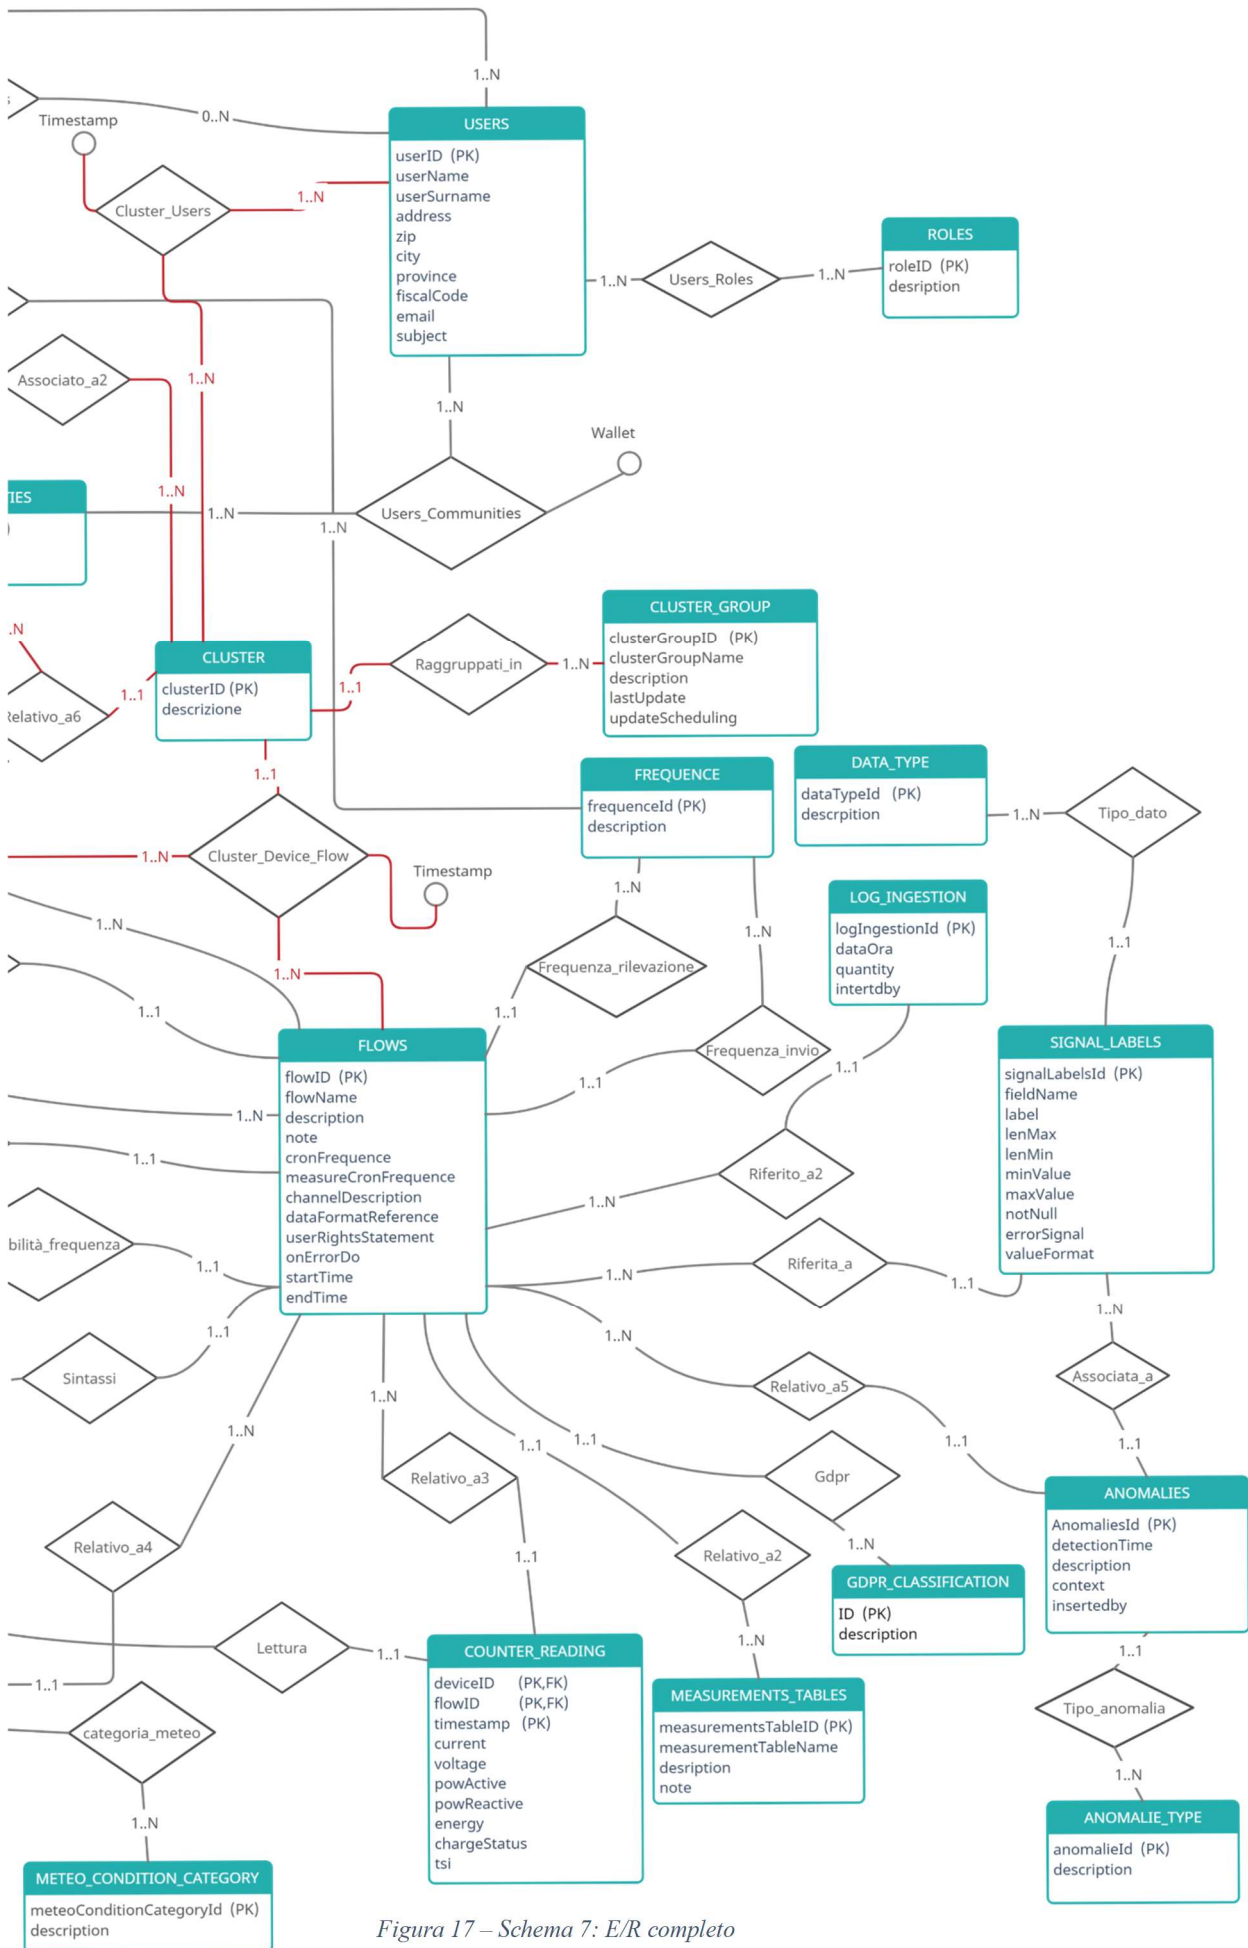 1..N
0..N
Timestamp
USERS
userID (PK)
userName
userSurname
address
zip
city
province
fiscalCode
email
subject
Cluster_Users
1..N
ROLES
roleID (PK)
desription
1..N
Users_Roles
1..N
Associato_a2
1..N
1..N
1..N
Wallet
TIES
)
1..N
1..N
Users_Communities
CLUSTER_GROUP
clusterGroupID (PK)
clusterGroupName
description
lastUpdate
updateScheduling
.N
CLUSTER
clusterID (PK)
descrizione
Raggruppati_in
1..N
1..1
1..1
Relativo_a6
1..1
FREQUENCE
frequenceId (PK)
description
DATA_TYPE
dataTypeId (PK)
descrpition
1..N
Tipo_dato
1..N
Cluster_Device_Flow
Timestamp
1..N
LOG_INGESTION
logIngestionId (PK)
dataOra
quantity
intertdby
1..N
1..N
1..1
1..N
Frequenza_rilevazione
1..1
1..1
FLOWS
flowID (PK)
flowName
description
note
cronFrequence
measureCronFrequence
channelDescription
dataFormatReference
userRightsStatement
onErrorDo
startTime
endTime
Frequenza_invio
1..1
1..1
SIGNAL_LABELS
signalLabelsId (PK)
fieldName
label
lenMax
lenMin
minValue
maxValue
notNull
errorSignal
valueFormat
1..N
1..1
Riferito_a2
1..N
bilità_frequenza
1..1
1..N
Riferita_a
1..1
1..N
Sintassi
1..1
1..N
Relativo_a5
Associata_a
1..N
1..N
1..1
1..1
1..1
1..1
Relativo_a3
Gdpr
ANOMALIES
AnomaliesId (PK)
detectionTime
description
context
insertedby
Relativo_a4
1..1
Relativo_a2
1..N
GDPR_CLASSIFICATION
ID (PK)
description
Lettura
1..1
COUNTER_READING
deviceID (PK,FK)
flowID (PK,FK)
timestamp (PK)
current
voltage
powActive
powReactive
energy
chargeStatus
tsi
1..N
1..1
1..1
MEASUREMENTS_TABLES
measurementsTableID (PK)
measurementTableName
desription
note
Tipo_anomalia
categoria_meteo
1..N
1..N
ANOMALIE_TYPE
anomalieId (PK)
description
METEO_CONDITION_CATEGORY
meteoConditionCategoryId (PK)
description
Figura 17 – Schema 7: E/R completo